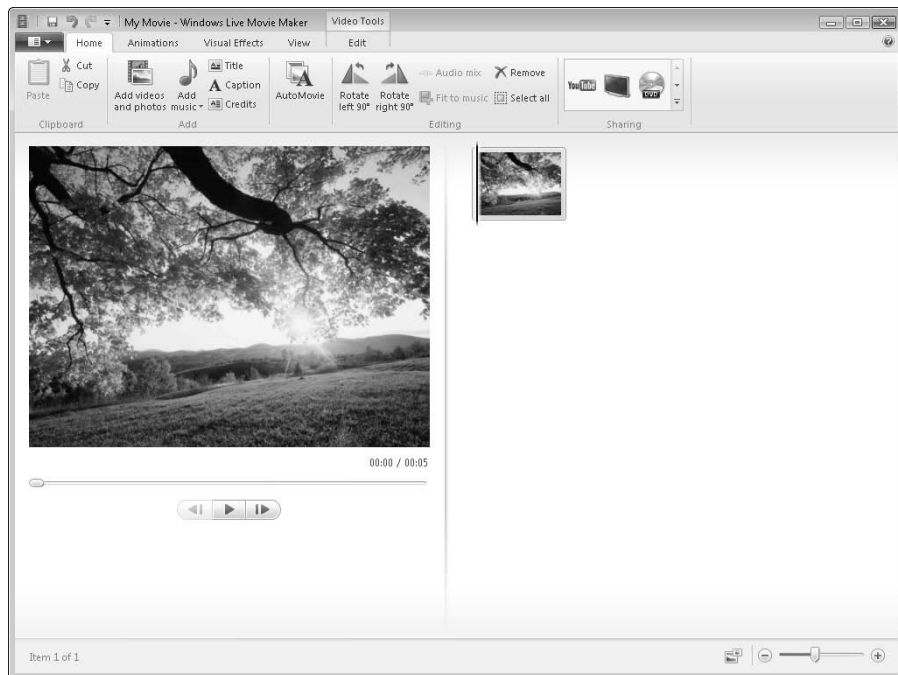 My Movie - Windows Live Movie Maker
Video Tools
Home Animations Visual Effects View Edit
Paste
Cut
Copy
Clipboard
Add videos and photos
Add music
Title
Caption
Credits
Add
AutoMovie
Rotate left 90°
Rotate right 90°
Audio mix
Fit to music
Remove
Select all
Editing
YouTube
DVD
Sharing
00:00 / 00:05
Item 1 of 1